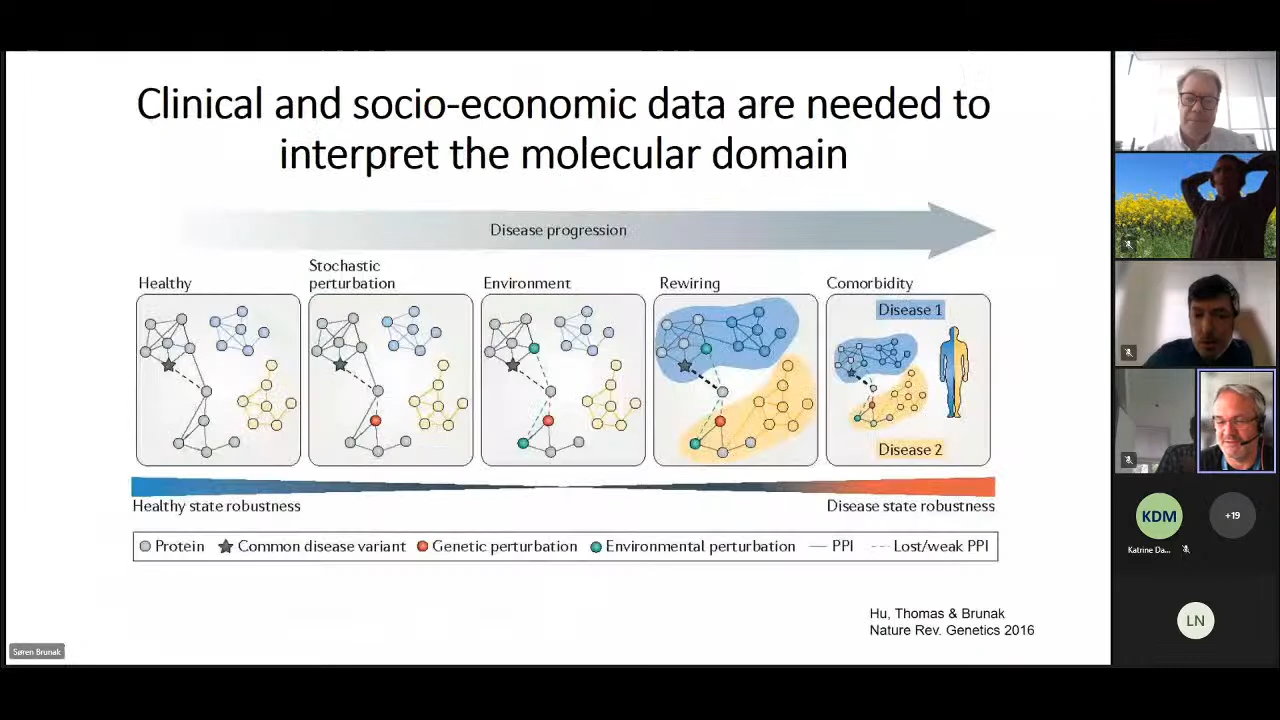 Clinical and socio-economic data are needed to
interpret the molecular domain
Disease progression
Healthy
Stochastic
perturbation
Environment
Rewiring
Comorbidity
Disease 1
Disease 2
Healthy state robustness
Disease state robustness
Protein
Common disease variant
Genetic perturbation
Environmental perturbation
PPI
Lost/weak PPI
Hu, Thomas & Brunak
Nature Rev. Genetics 2016
Søren Brunak
KDM
+19
Katrine Da...
LN